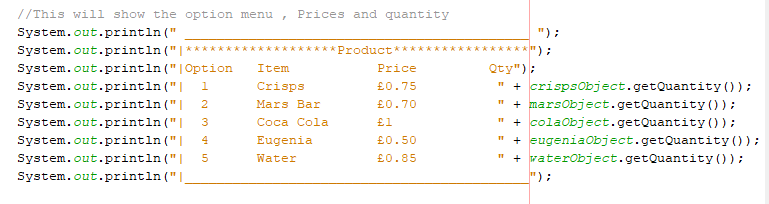 //This will show the option menu , Prices and quantity
System.out.println(" ___________________________________________ ");
System.out.println("|*******************Product*****************");
System.out.println("|Option   Item           Price         Qty");
System.out.println("|  1      Crisps         £0.75          " + crispsObject.getQuantity());
System.out.println("|  2      Mars Bar       £0.70          " + marsObject.getQuantity());
System.out.println("|  3      Coca Cola      £1             " + colaObject.getQuantity());
System.out.println("|  4      Eugenia        £0.50          " + eugeniaObject.getQuantity());
System.out.println("|  5      Water          £0.85          " + waterObject.getQuantity());
System.out.println("|___________________________________________");